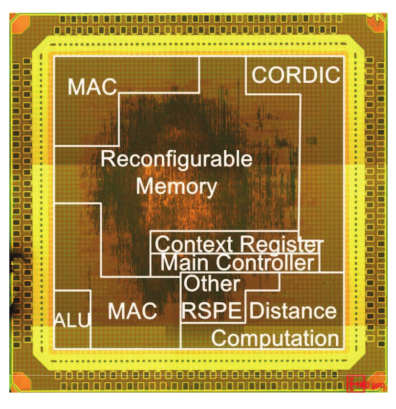 MAC
CORDIC
Reconfigurable
Memory
Context Register
Main Controller
Other
ALU
MAC
RSPE
Distance
Computation